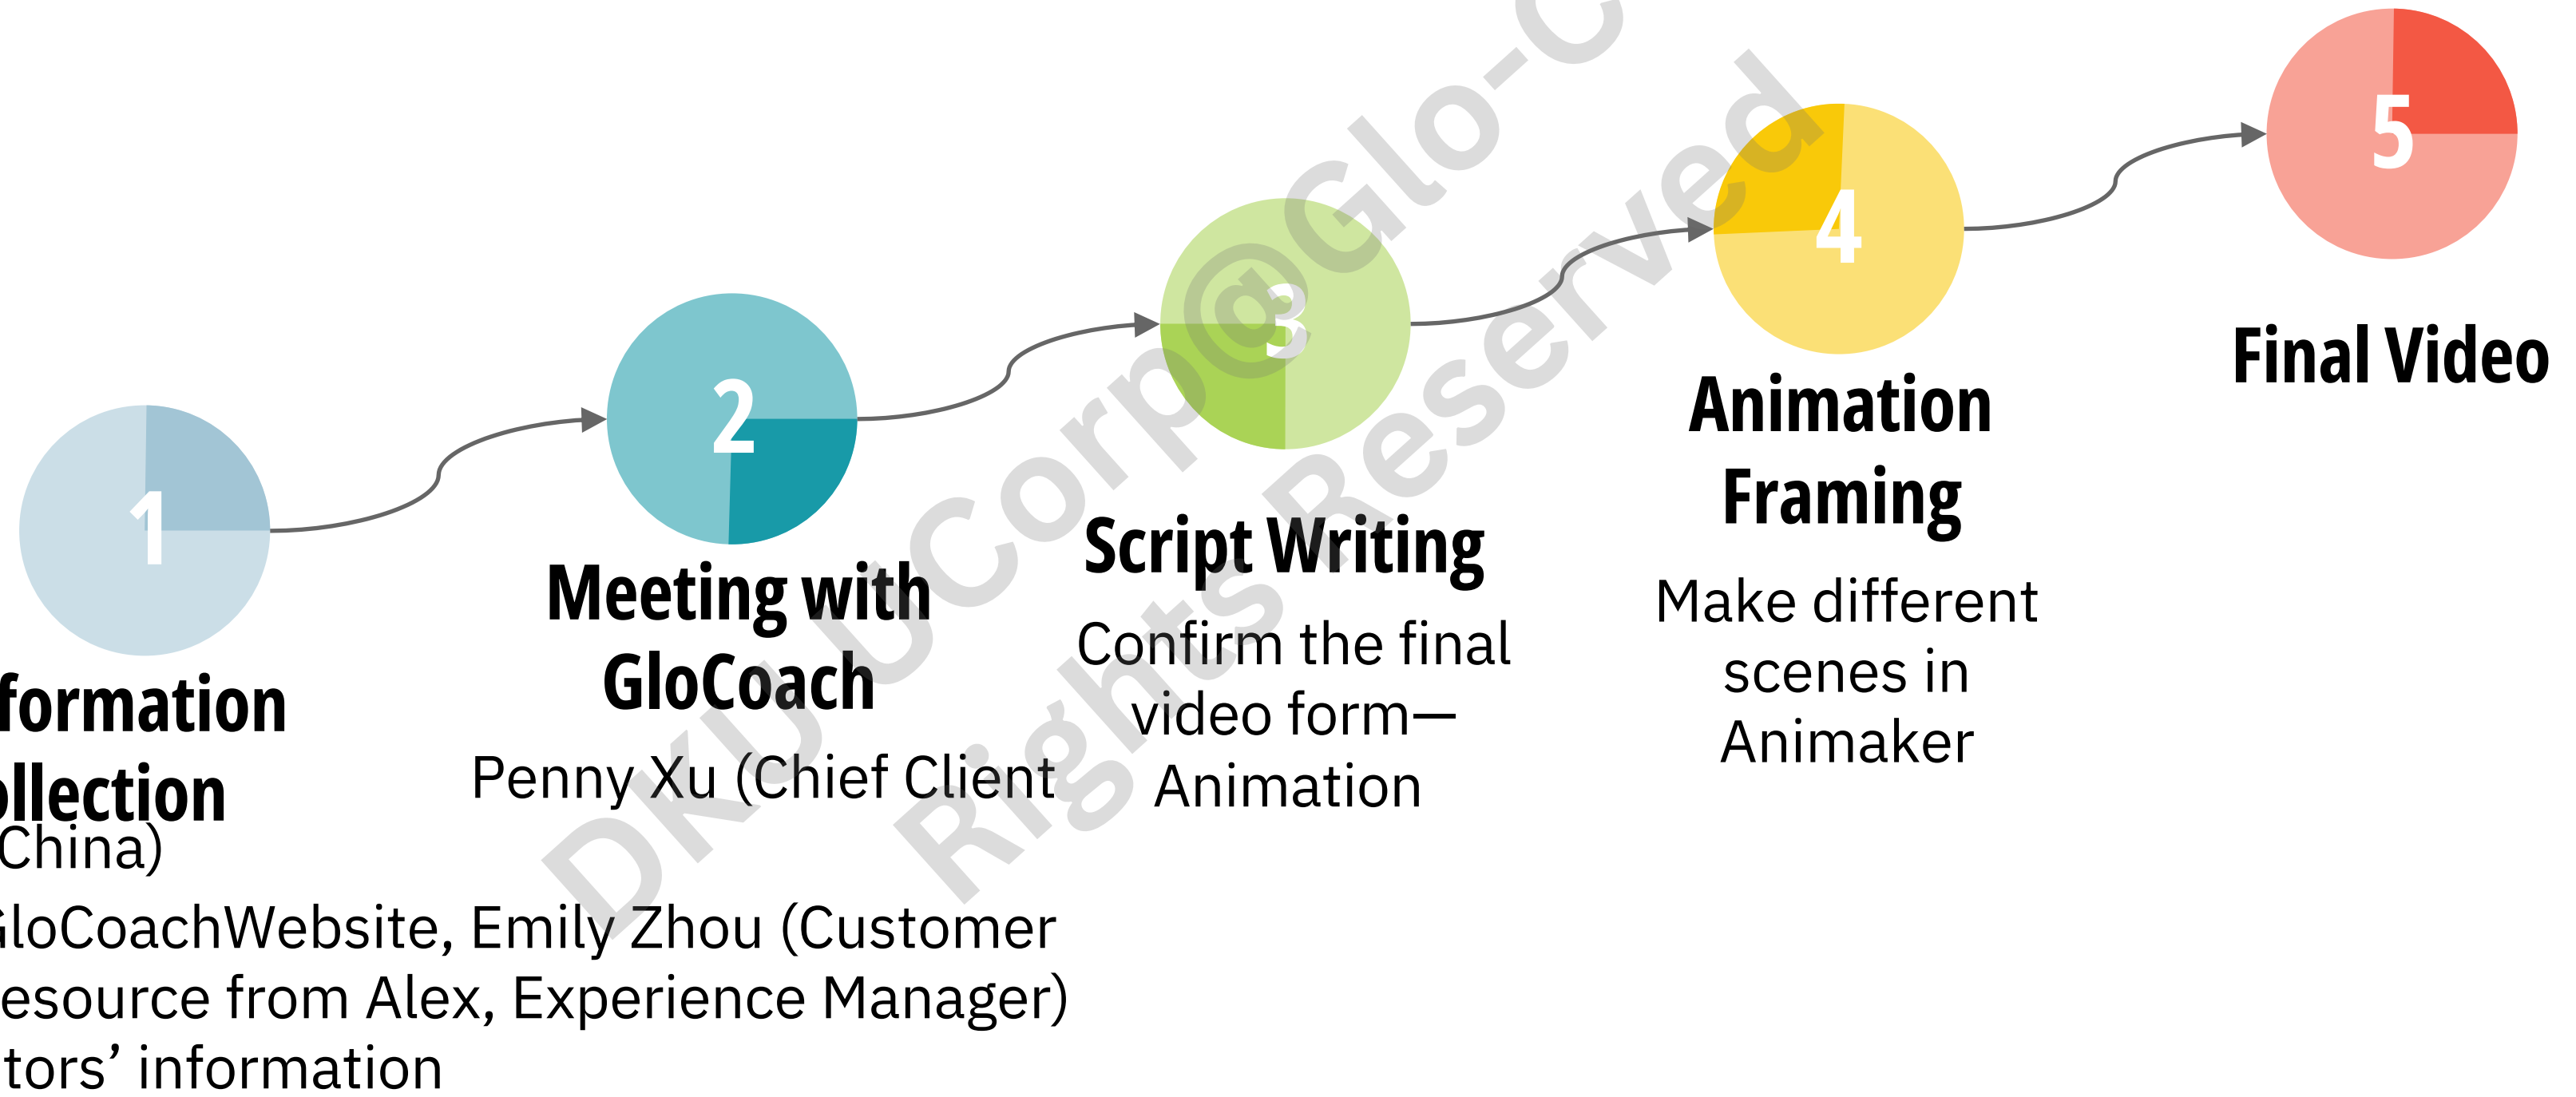 1
formation
ollection
China)
GloCoachWebsite, Emily Zhou (Customer
esource from Alex, Experience Manager)
tors’ information
2
Meeting with
GloCoach
Penny Xu (Chief Client
3
Script Writing
Confirm the final
video form—
Animation
4
Animation
Framing
Make different
scenes in
Animaker
5
Final Video
DKU UCorp@Glo-C
Rights Reserved